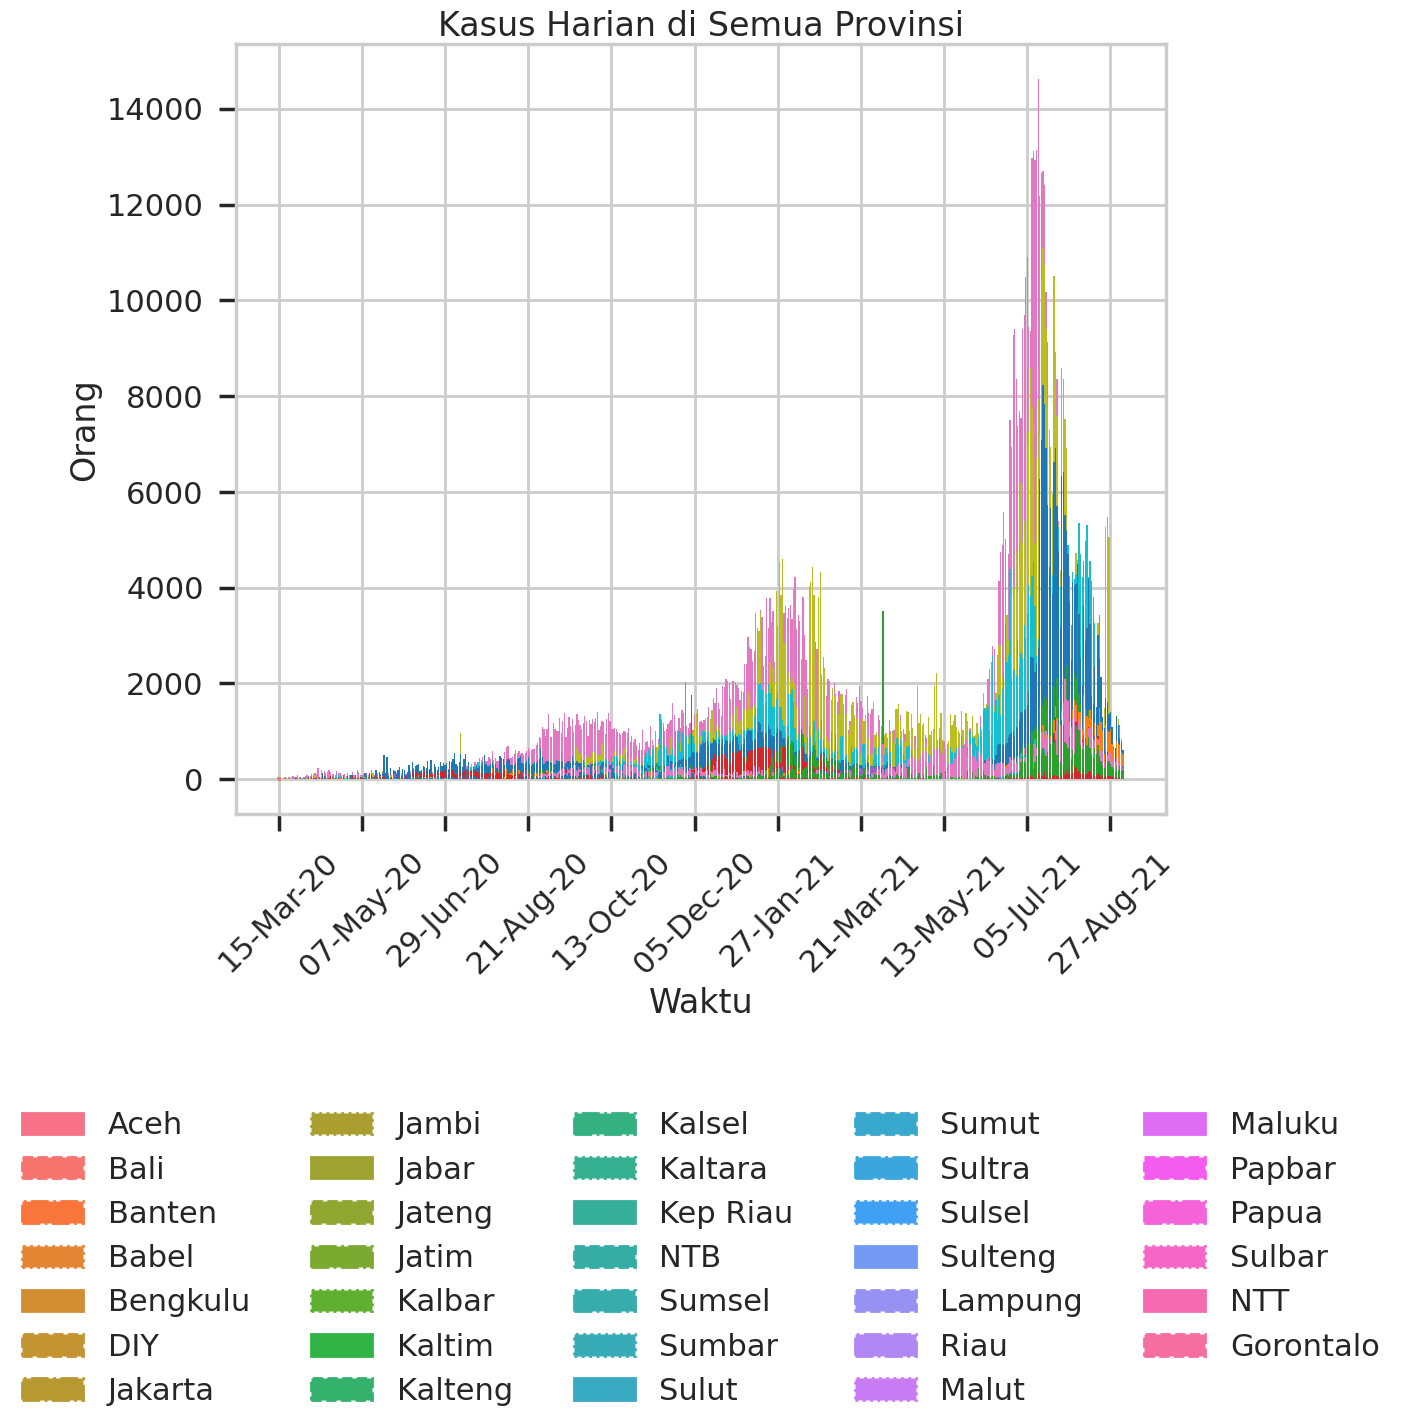 Kasus Harian di Semua Provinsi
14000
12000
10000
8000
6000
4000
2000
0
Orang
15-Mar-20
07-May-20
29-Jun-20
21-Aug-20
13-Oct-20
05-Dec-20
27-Jan-21
21-Mar-21
13-May-21
05-Jul-21
27-Aug-21
Waktu
Aceh
Bali
Banten
Babel
Bengkulu
DIY
Jakarta
Jambi
Jabar
Jateng
Jatim
Kalbar
Kaltim
Kalteng
Kalsel
Kaltara
Kep Riau
NTB
Sumsel
Sumbar
Sulut
Sumut
Sultra
Sulsel
Sulteng
Lampung
Riau
Malut
Maluku
Papbar
Papua
Sulbar
NTT
Gorontalo